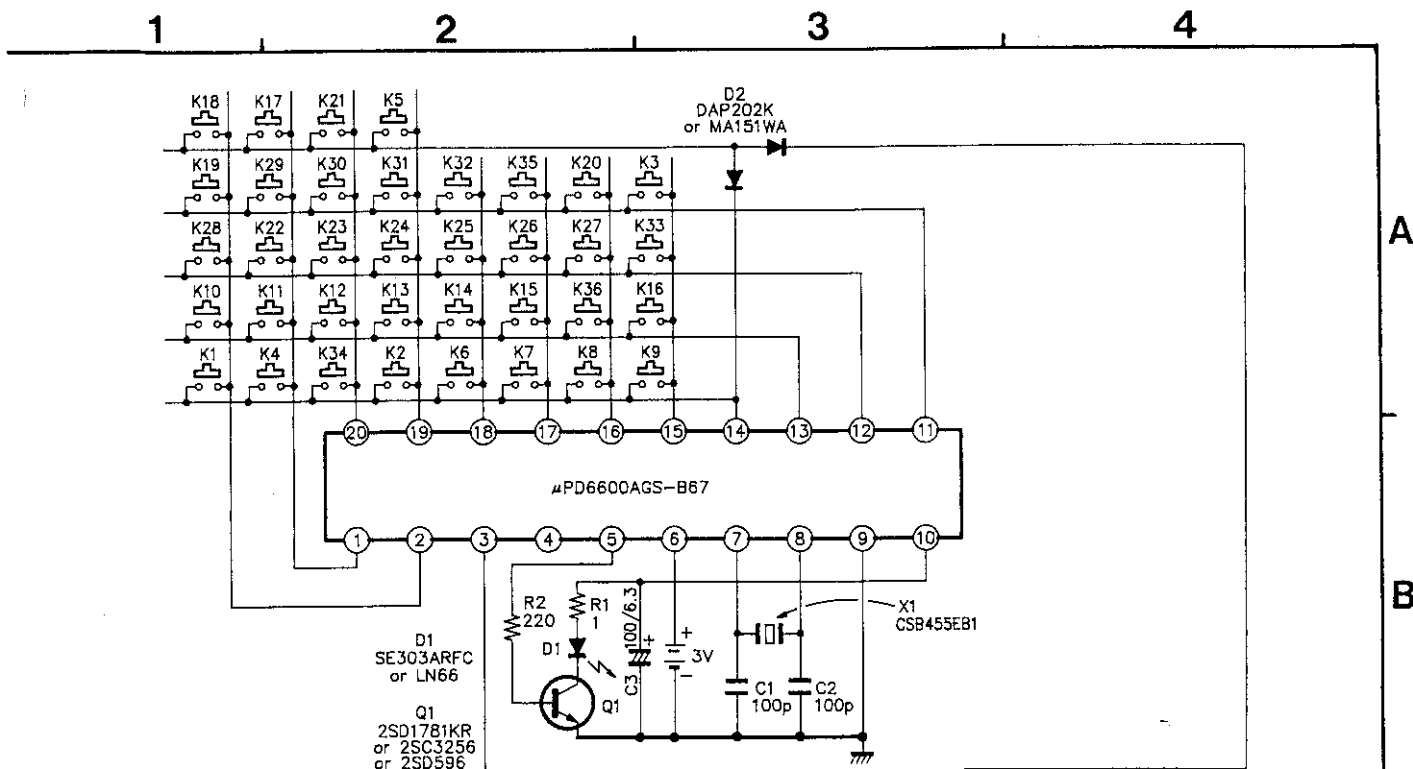 1 2 3 4
D2
DAP202K
or MA151WA
K18 K17 K21 K5
K19 K29 K30 K31 K32 K35 K20 K3
K28 K22 K23 K24 K25 K26 K27 K33
A
K10 K11 K12 K13 K14 K15 K36 K16
K1 K4 K34 K2 K6 K7 K8 K9
20 19 18 17 16 15 14 13 12 11
μPD6600AGS-B67
1 2 3 4 5 6 7 8 9 10
B
R2
220
R1
1
100/6.3
+
C3
D1
+
3V
-
X1
CSB455EB1
C1
100p
C2
100p
D1
SE303ARFC
or LN66
Q1
Q1
2SD1781KR
or 2SC3256
or 2SD596